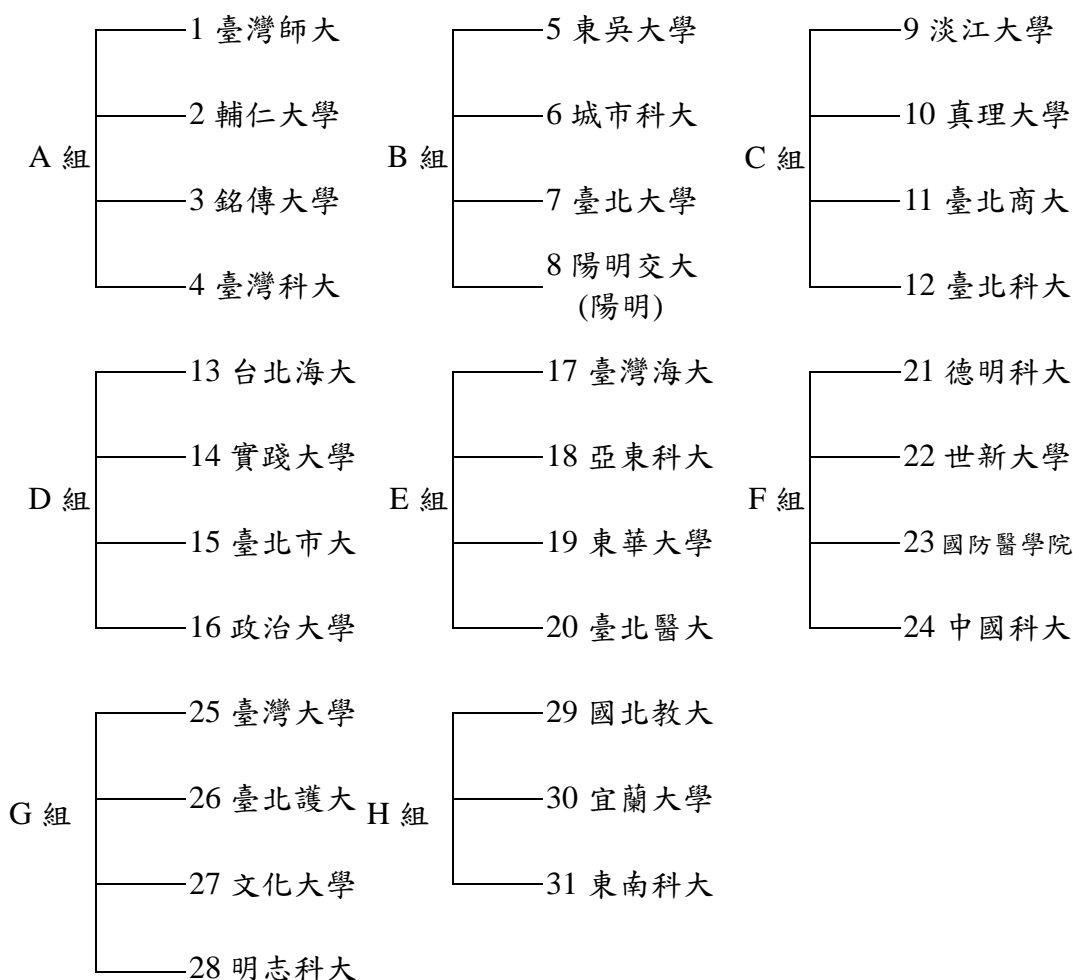 A 組
1 臺灣師大
2 輔仁大學
3 銘傳大學
4 臺灣科大
B 組
5 東吳大學
6 城市科大
7 臺北大學
8 陽明交大
(陽明)
C 組
9 淡江大學
10 真理大學
11 臺北商大
12 臺北科大
D 組
13 台北海大
14 實踐大學
15 臺北市大
16 政治大學
E 組
17 臺灣海大
18 亞東科大
19 東華大學
20 臺北醫大
F 組
21 德明科大
22 世新大學
23 國防醫學院
24 中國科大
G 組
25 臺灣大學
26 臺北護大
27 文化大學
28 明志科大
H 組
29 國北教大
30 宜蘭大學
31 東南科大